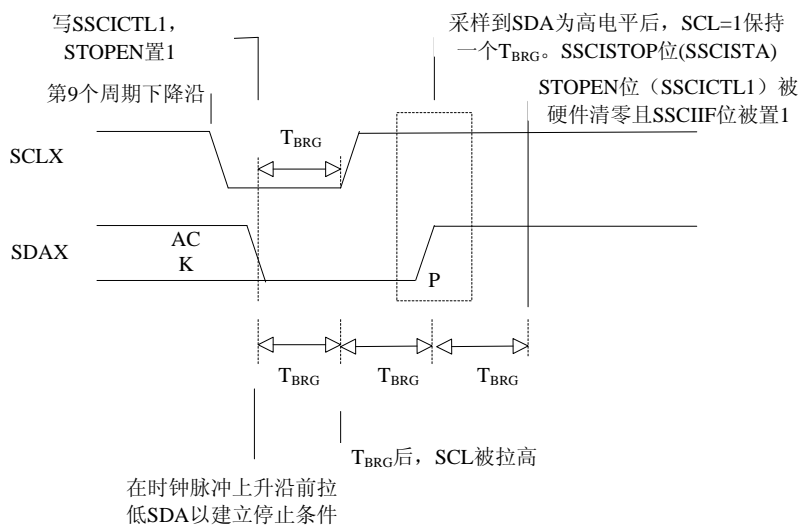 写SSCICTL1，
STOPEN置1
采样到SDA为高电平后，SCL=1保持
一个TBRG。SSCISTOP位(SSCISTA)
STOPEN位（SSCICTL1）被
硬件清零且SSCIIF位被置1
第9个周期下降沿
TBRG
SCLX
SDAX
AC
K
P
TBRG
TBRG
TBRG
TBRG后，SCL被拉高
在时钟脉冲上升沿前拉
低SDA以建立停止条件